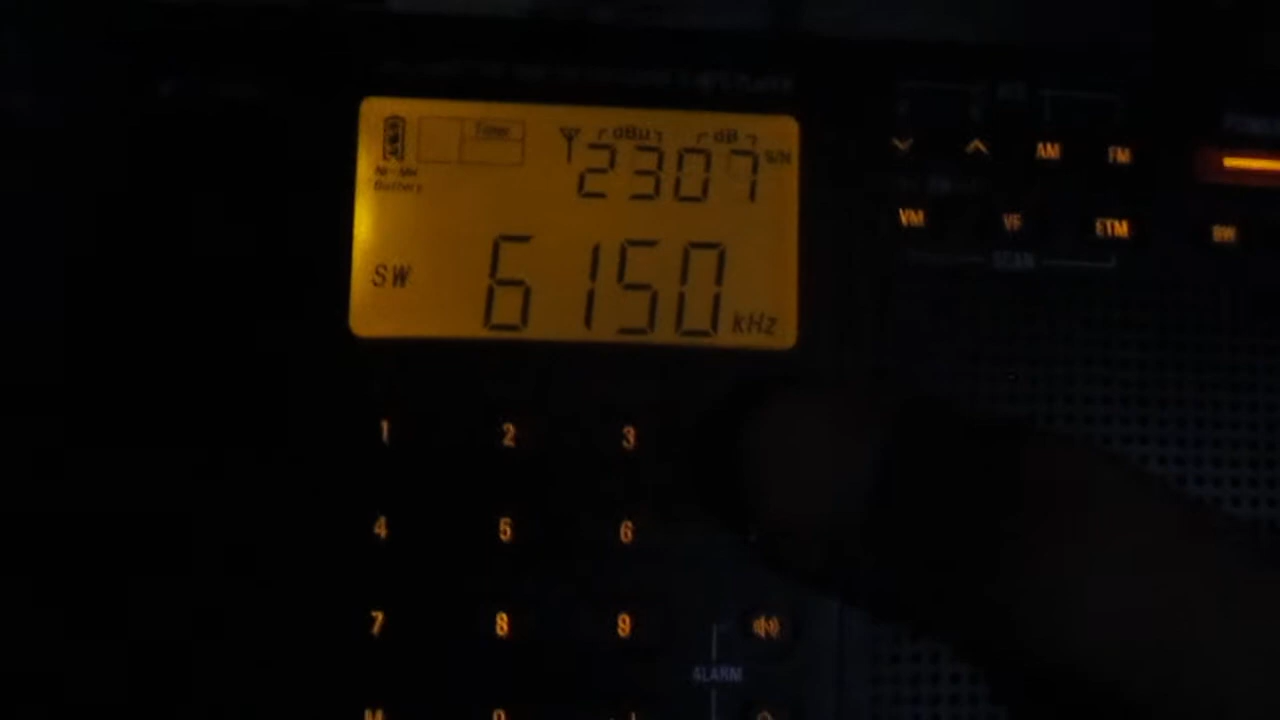 Timer
dBµ dB
2307 S/N
Ni-MH
Battery
SW 6150 kHz
AM FM
VM VF ETM BW
SCAN
1 2 3
4 5 6
7 8 9
ALARM